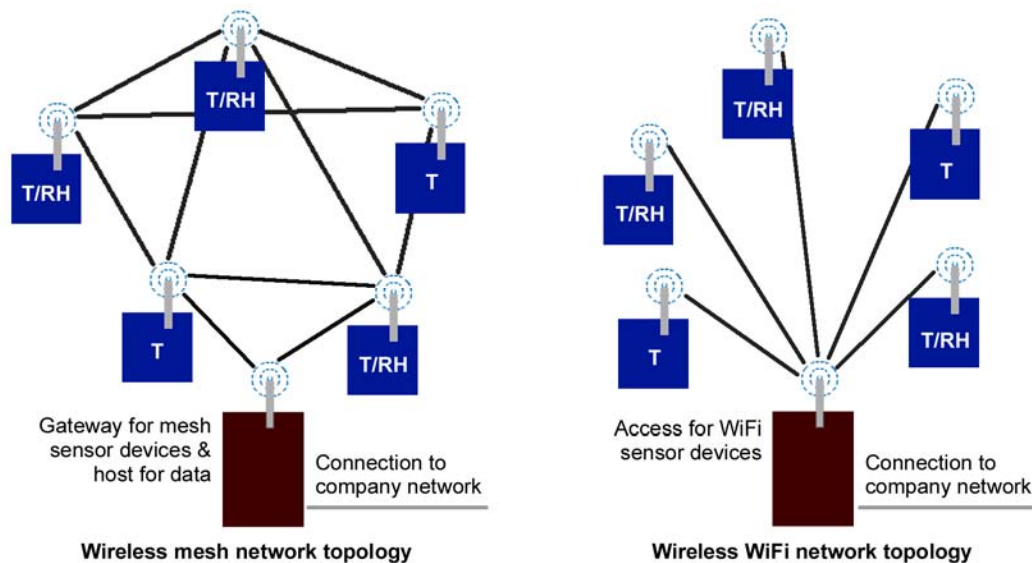 T/RH
T/RH
T
T
T/RH
Gateway for mesh
sensor devices &
host for data
Connection to
company network
Wireless mesh network topology
T/RH
T
T/RH
T/RH
T
Access for WiFi
sensor devices
Connection to
company network
Wireless WiFi network topology